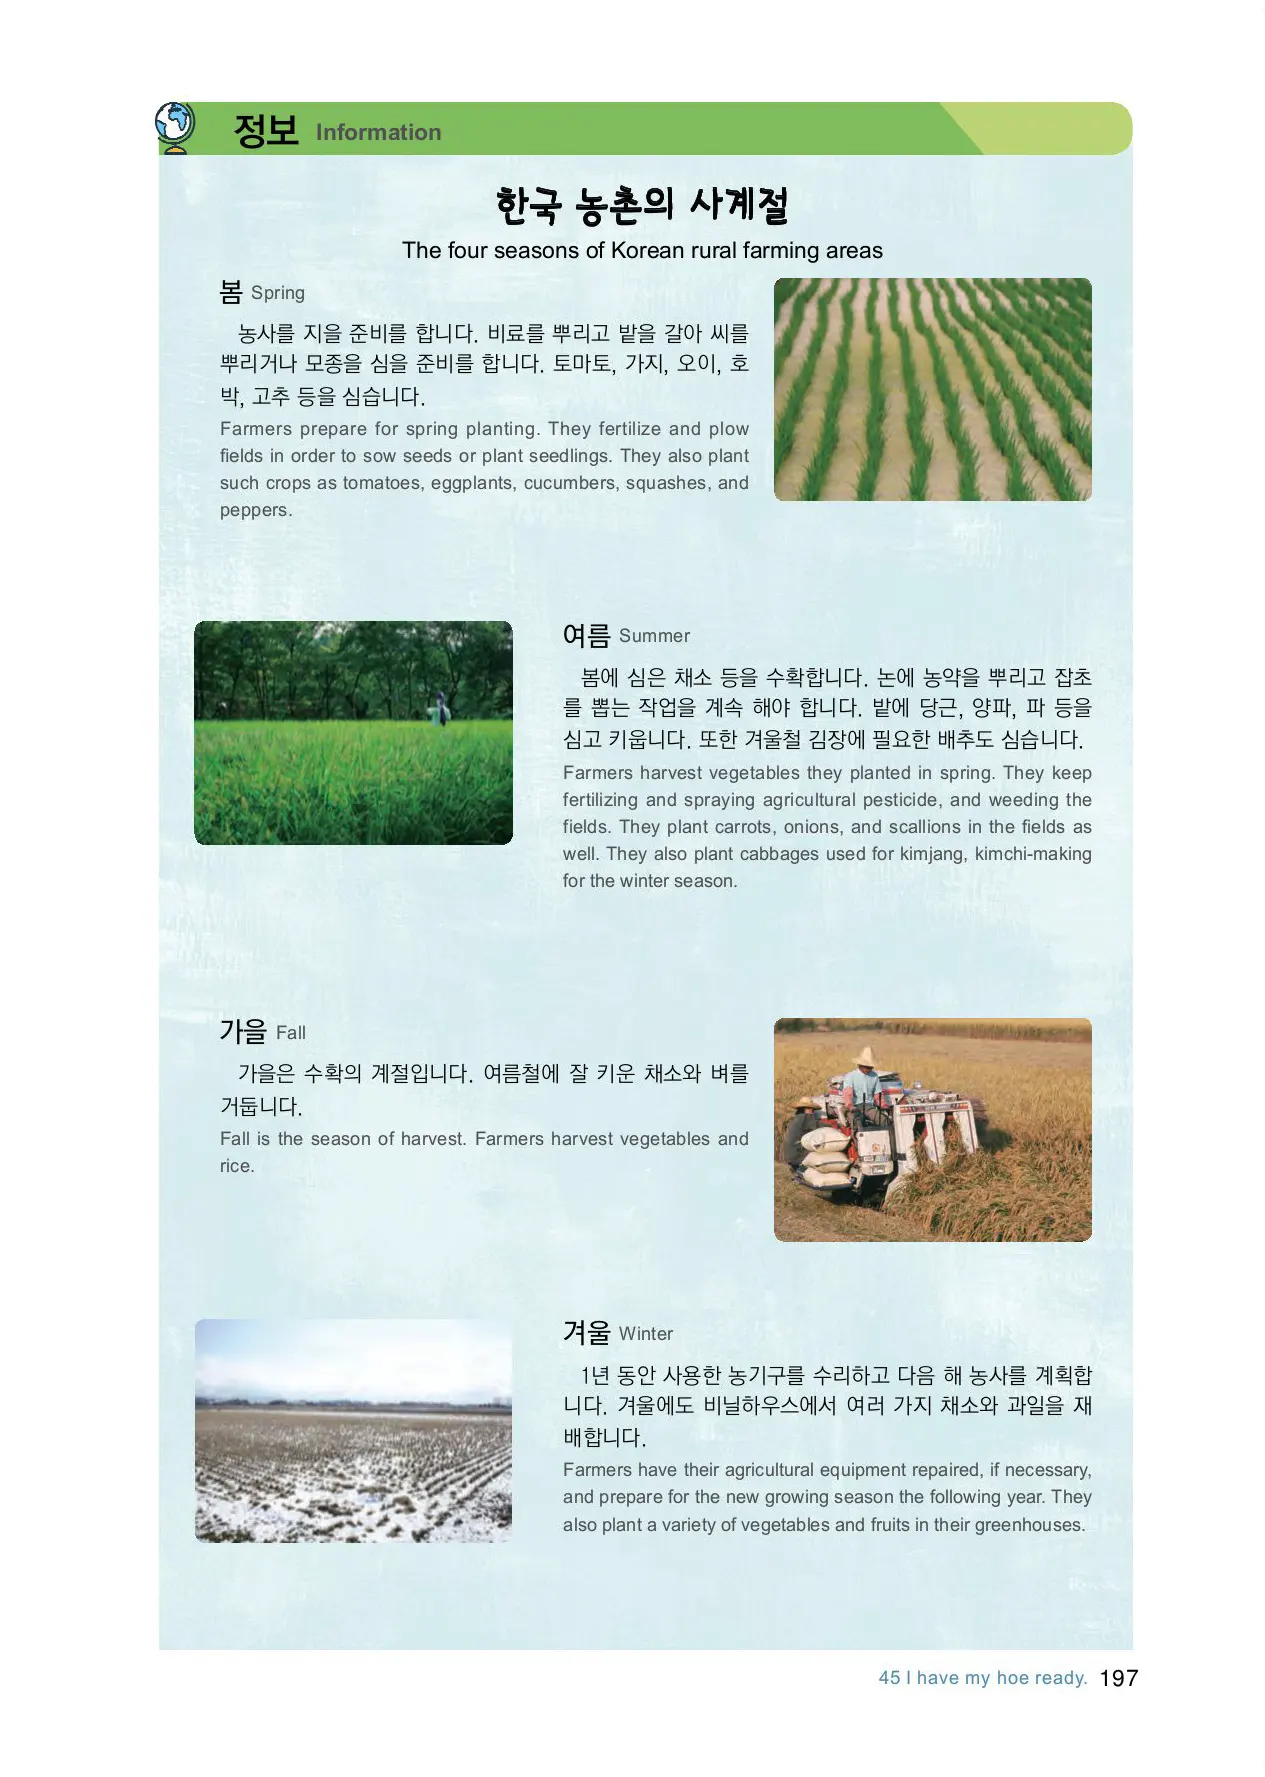 정보 Information
한국 농촌의 사계절
The four seasons of Korean rural farming areas
봄 Spring
농사를 지을 준비를 합니다. 비료를 뿌리고 밭을 갈아 씨를
뿌리거나 모종을 심을 준비를 합니다. 토마토, 가지, 오이, 호
박, 고추 등을 심습니다.
Farmers prepare for spring planting. They fertilize and plow
fields in order to sow seeds or plant seedlings. They also plant
such crops as tomatoes, eggplants, cucumbers, squashes, and
peppers.
여름 Summer
봄에 심은 채소 등을 수확합니다. 논에 농약을 뿌리고 잡초
를 뽑는 작업을 계속 해야 합니다. 밭에 당근, 양파, 파 등을
심고 키웁니다. 또한 겨울철 김장에 필요한 배추도 심습니다.
Farmers harvest vegetables they planted in spring. They keep
fertilizing and spraying agricultural pesticide, and weeding the
fields. They plant carrots, onions, and scallions in the fields as
well. They also plant cabbages used for kimjang, kimchi-making
for the winter season.
가을 Fall
가을은 수확의 계절입니다. 여름철에 잘 키운 채소와 벼를
거둡니다.
Fall is the season of harvest. Farmers harvest vegetables and
rice.
겨울 Winter
1년 동안 사용한 농기구를 수리하고 다음 해 농사를 계획합
니다. 겨울에도 비닐하우스에서 여러 가지 채소와 과일을 재
배합니다.
Farmers have their agricultural equipment repaired, if necessary,
and prepare for the new growing season the following year. They
also plant a variety of vegetables and fruits in their greenhouses.
45 I have my hoe ready. 197